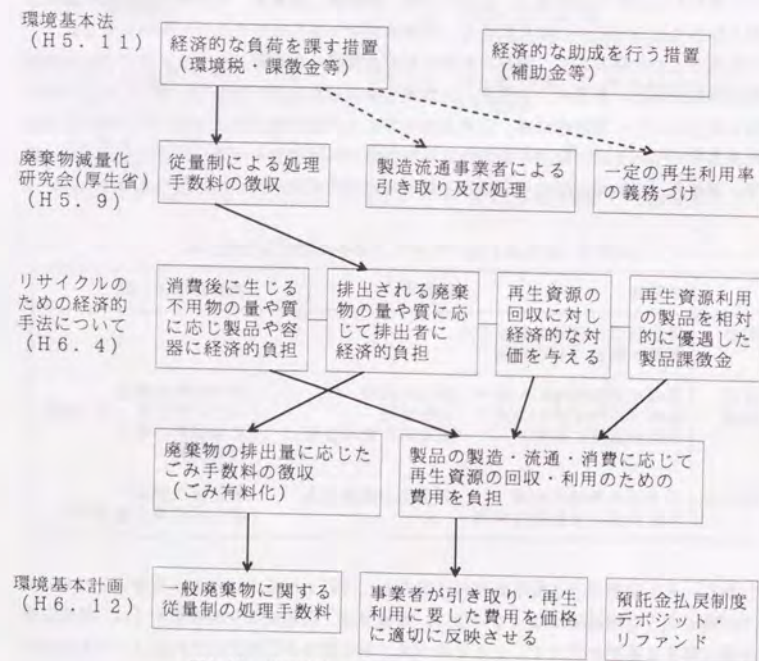 環境基本法
(H5.11)
経済的な負荷を課す措置
(環境税・課徴金等)
経済的な助成を行う措置
(補助金等)
廃棄物減量化
研究会(厚生省)
(H5.9)
従量制による処理
手数料の徴収
製造流通事業者による
引き取り及び処理
一定の再生利用率
の義務づけ
リサイクルの
ための経済的
手法について
(H6.4)
消費後に生じる
不用物の量や質
に応じ製品や容
器に経済的負担
排出される廃棄
物の量や質に応
じて排出者に
経済的負担
再生資源の
回収に対し
経済的な対
価を与える
再生資源利用
の製品を相対
的に優遇した
製品課徴金
廃棄物の排出量に応じた
ごみ手数料の徴収
(ごみ有料化)
製品の製造・流通・消費に応じて
再生資源の回収・利用のための
費用を負担
環境基本計画
(H6.12)
一般廃棄物に関する
従量制の処理手数料
事業者が引き取り・再生
利用に要した費用を価格
に適切に反映させる
預託金払戻制度
デポジット・
リファンド